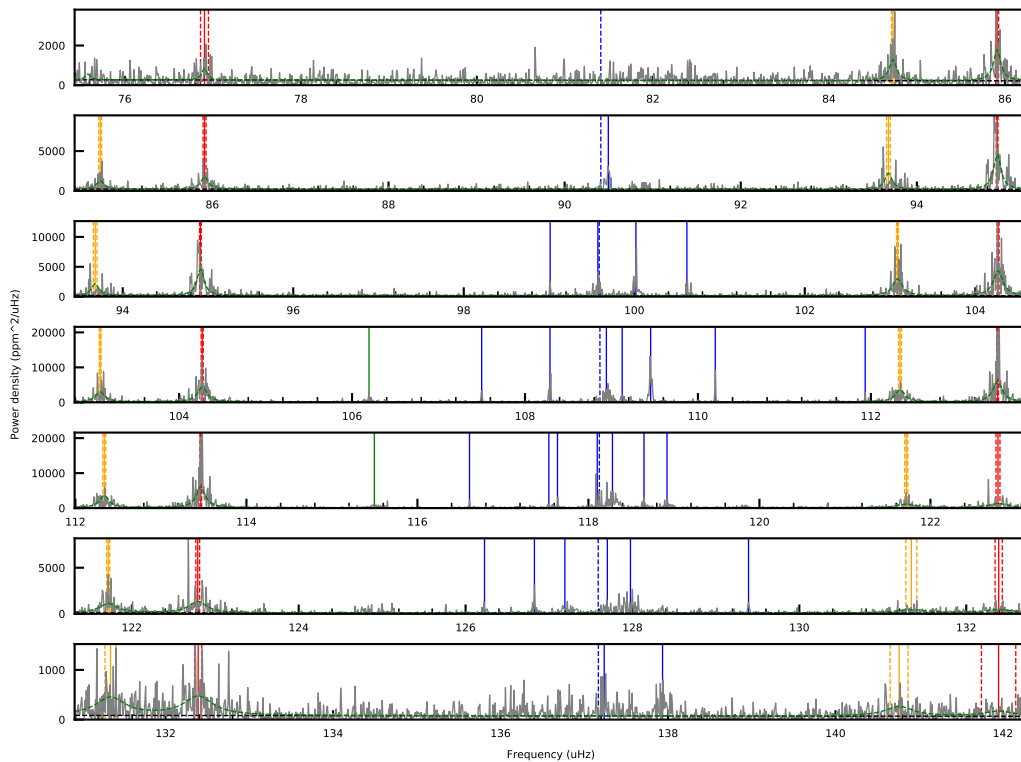 2000
0
76 78 80 82 84 86
5000
0
86 88 90 92 94
10000
5000
0
94 96 98 100 102 104
20000
10000
0
104 106 108 110 112
20000
10000
0
112 114 116 118 120 122
5000
0
122 124 126 128 130 132
1000
0
132 134 136 138 140 142
Power density (ppm^2/uHz)
Frequency (uHz)